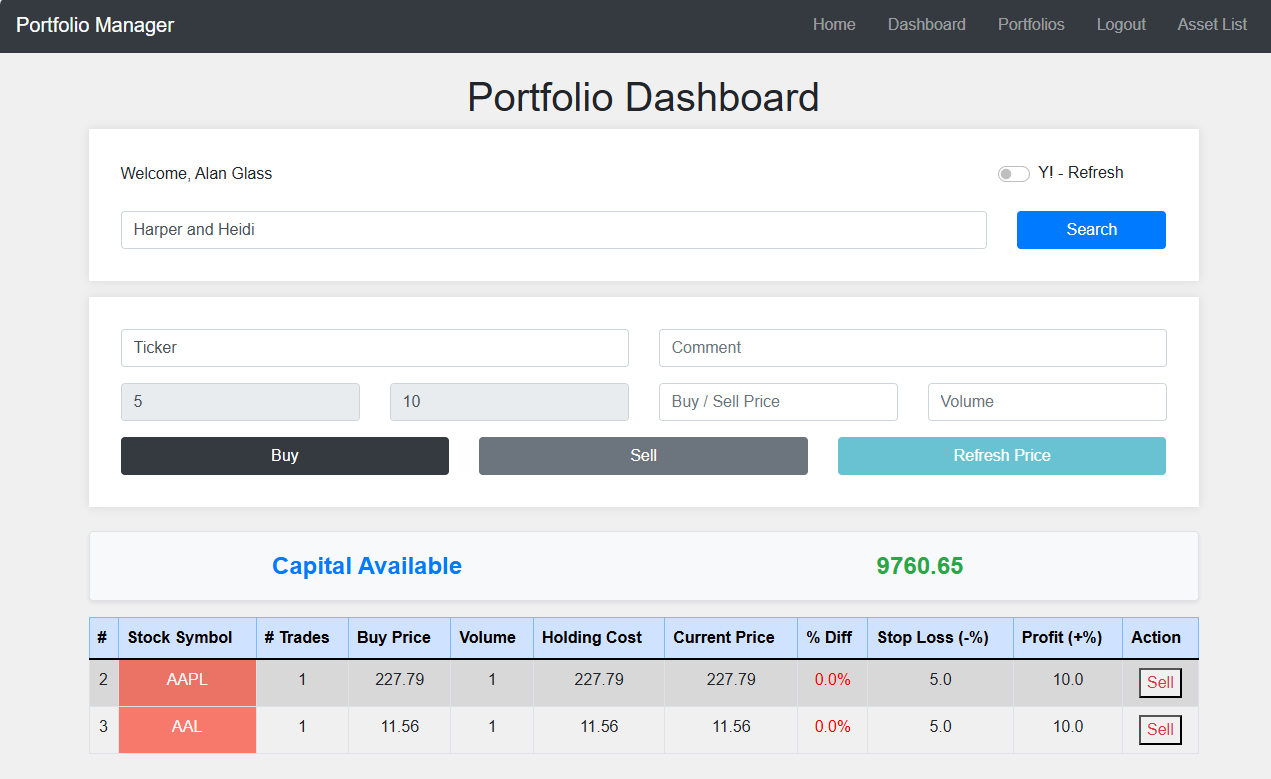 Portfolio Manager Home Dashboard Portfolios Logout Asset List
Portfolio Dashboard
Welcome, Alan Glass Y! - Refresh
Harper and Heidi Search
Ticker Comment
5 10 Buy / Sell Price Volume
Buy Sell Refresh Price
Capital Available 9760.65
# Stock Symbol # Trades Buy Price Volume Holding Cost Current Price % Diff Stop Loss (-%) Profit (+%) Action
2 AAPL 1 227.79 1 227.79 227.79 0.0% 5.0 10.0 Sell
3 AAL 1 11.56 1 11.56 11.56 0.0% 5.0 10.0 Sell